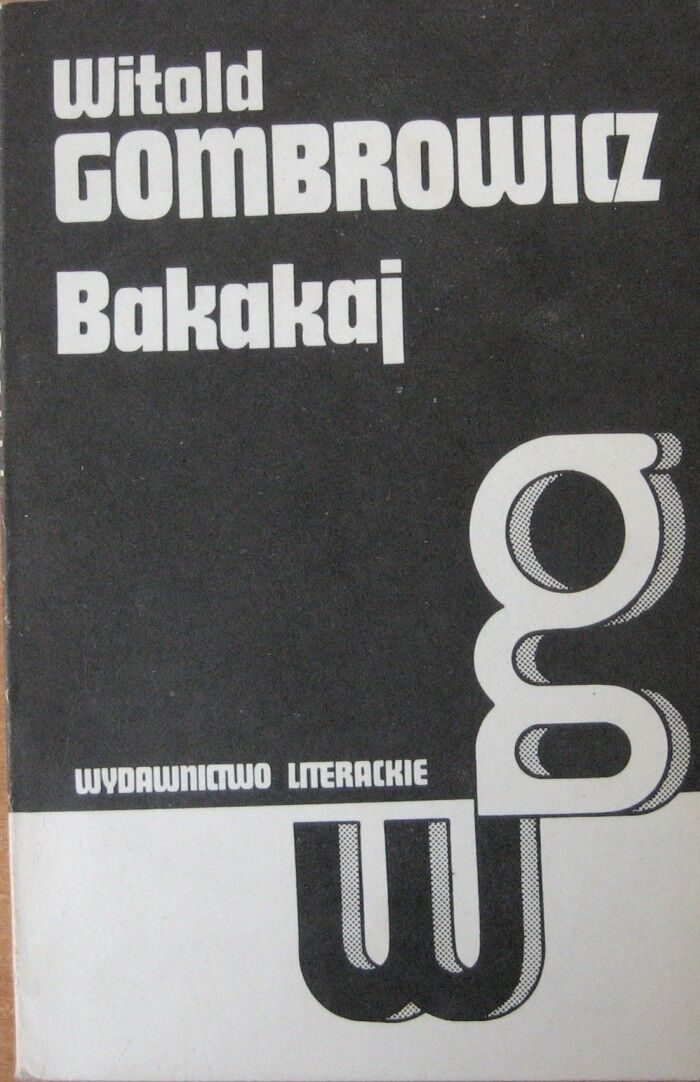 Witold
GOMBROWICZ
Bakakaj
g
WYDAWNICTWO LITERACKIE
w